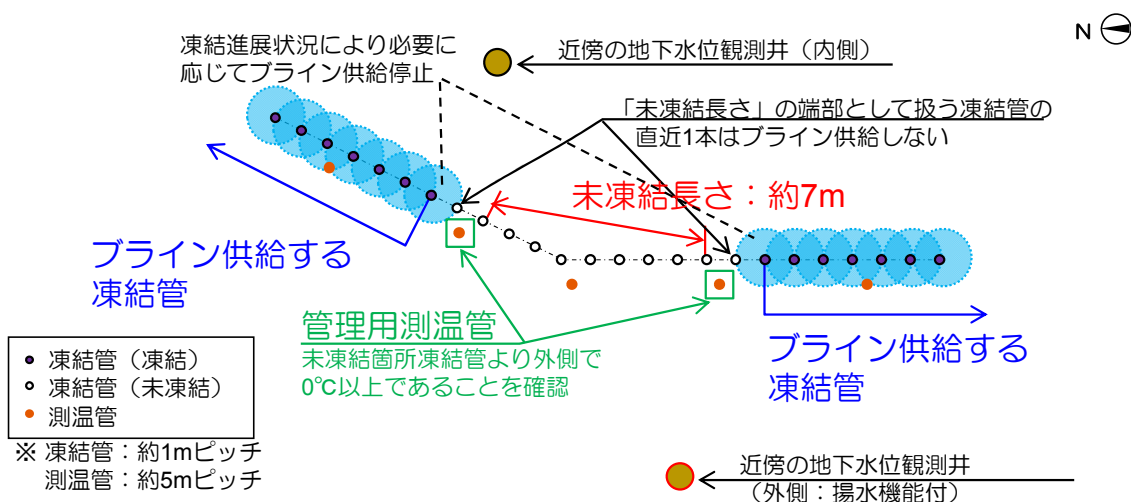 N
凍結進展状況により必要に
応じてブライン供給停止
近傍の地下水位観測井（内側）
「未凍結長さ」の端部として扱う凍結管の
直近1本はブライン供給しない
未凍結長さ：約7m
ブライン供給する
凍結管
管理用測温管
未凍結箇所凍結管より外側で
0℃以上であることを確認
ブライン供給する
凍結管
凍結管（凍結）
凍結管（未凍結）
測温管
※ 凍結管：約1mピッチ
測温管：約5mピッチ
近傍の地下水位観測井
（外側：揚水機能付）